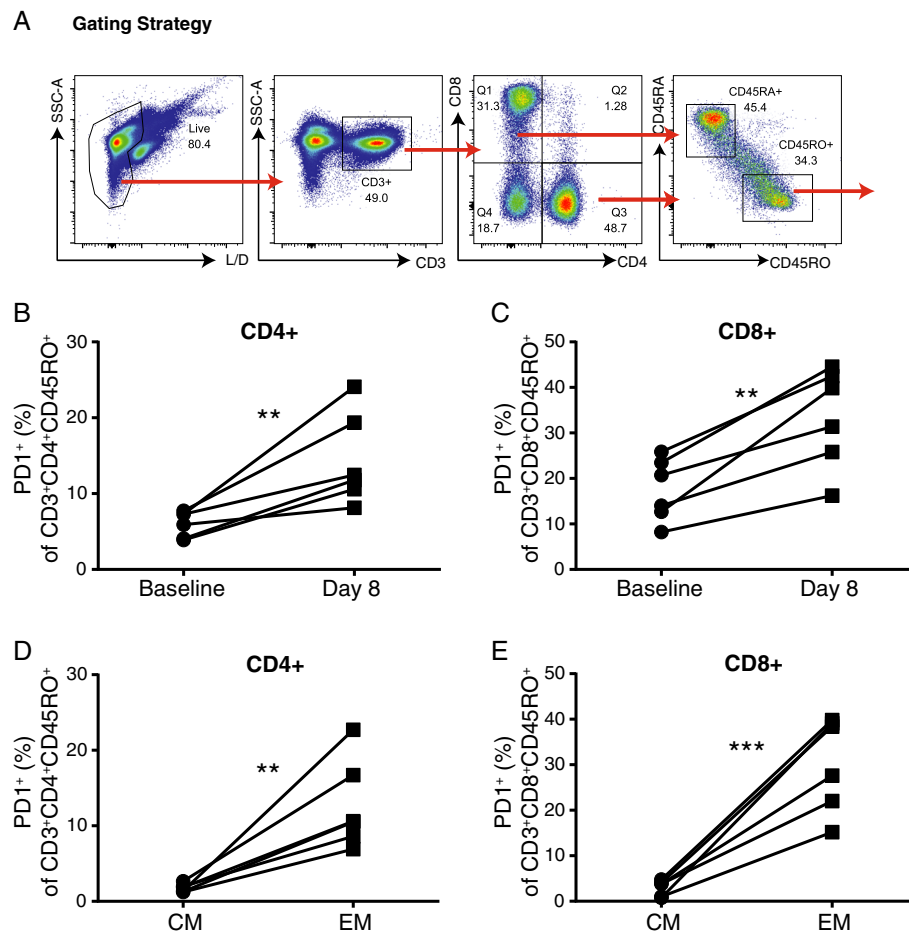 A Gating Strategy
SSC-A
Live
80.4
L/D
SSC-A
CD3+
49.0
CD3
CD8
Q1
31.3
Q2
1.28
Q4
18.7
Q3
48.7
CD4
CD45RA
CD45RA+
45.4
CD45RO+
34.3
CD45RO
B
CD4+
PD1⁺ (%)
of CD3⁺CD4⁺CD45RO⁺
30
20
10
0
**
Baseline Day 8
C
CD8+
PD1⁺ (%)
of CD3⁺CD8⁺CD45RO⁺
50
40
30
20
10
0
**
Baseline Day 8
D
CD4+
PD1⁺ (%)
of CD3⁺CD4⁺CD45RO⁺
30
20
10
0
**
CM EM
E
CD8+
PD1⁺ (%)
of CD3⁺CD8⁺CD45RO⁺
50
40
30
20
10
0
***
CM EM